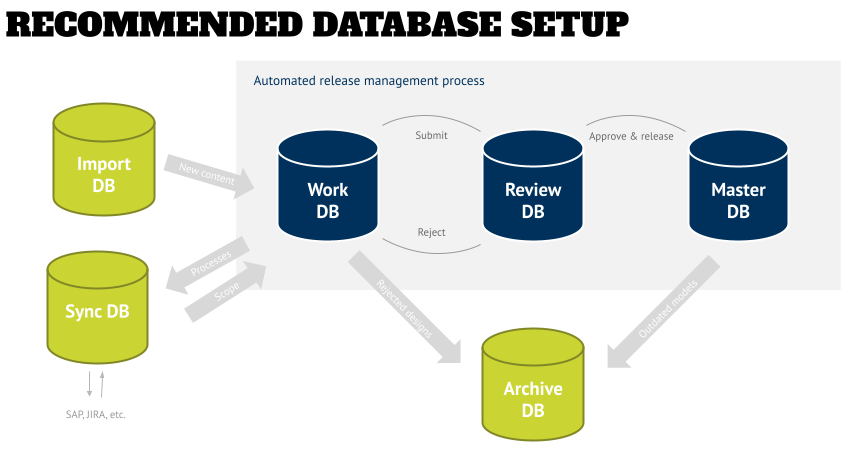 RECOMMENDED DATABASE SETUP
Automated release management process
Import
DB
New content
Work
DB
Submit
Reject
Review
DB
Approve & release
Master
DB
Processes
Scope
Sync DB
SAP, JIRA, etc.
Rejected designs
Outdated models
Archive
DB